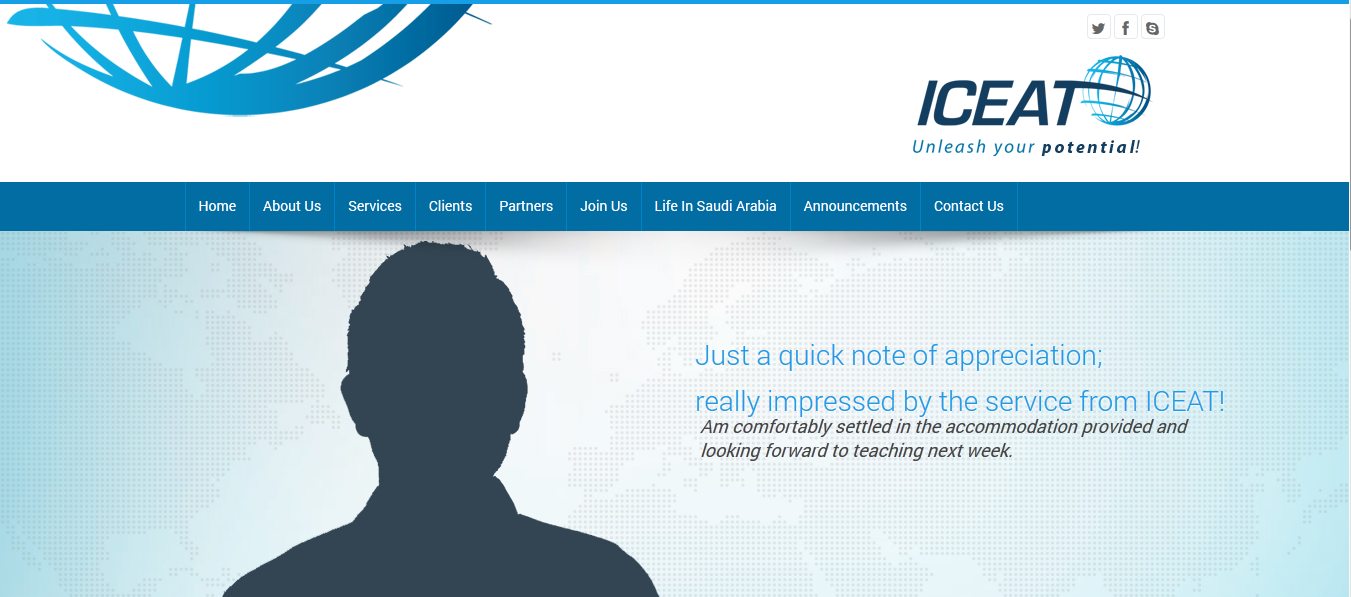 ICEAT
Unleash your potential!
Home About Us Services Clients Partners Join Us Life In Saudi Arabia Announcements Contact Us
Just a quick note of appreciation;
really impressed by the service from ICEAT!
Am comfortably settled in the accommodation provided and
looking forward to teaching next week.